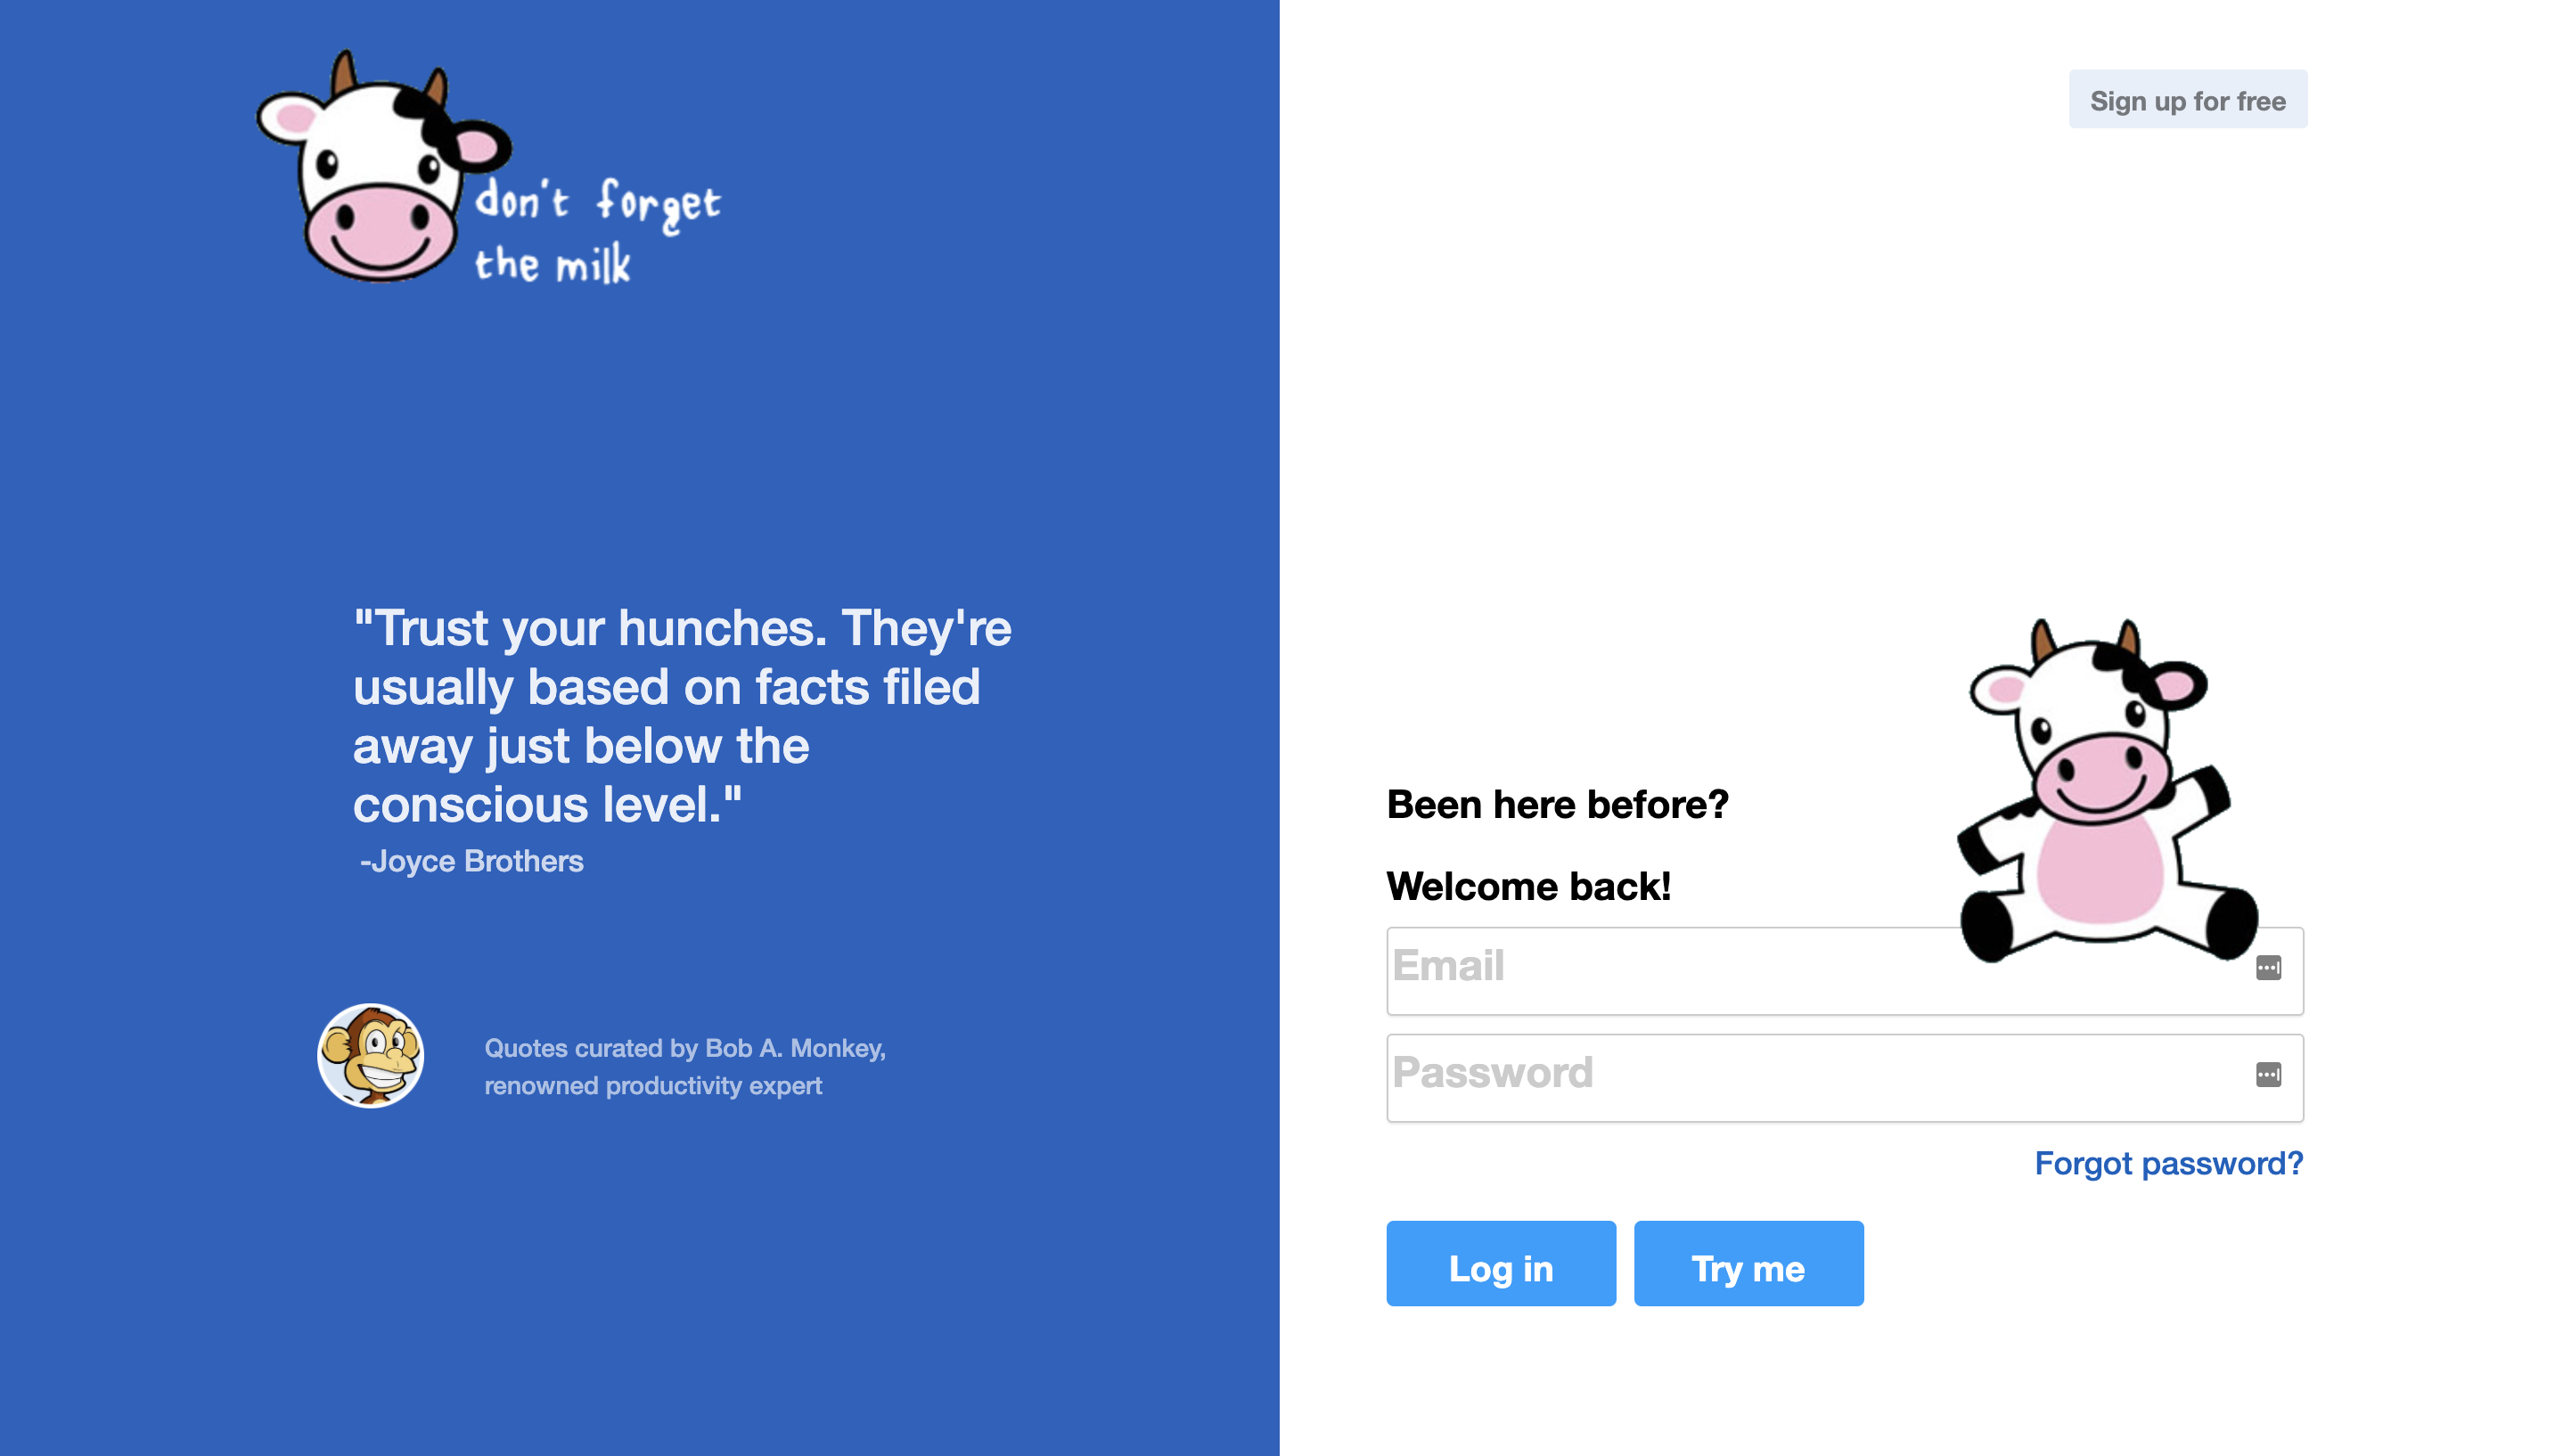 don't forget
the milk
"Trust your hunches. They're
usually based on facts filed
away just below the
conscious level."
-Joyce Brothers
Quotes curated by Bob A. Monkey,
renowned productivity expert
Sign up for free
Been here before?
Welcome back!
Email
Password
Forgot password?
Log in
Try me